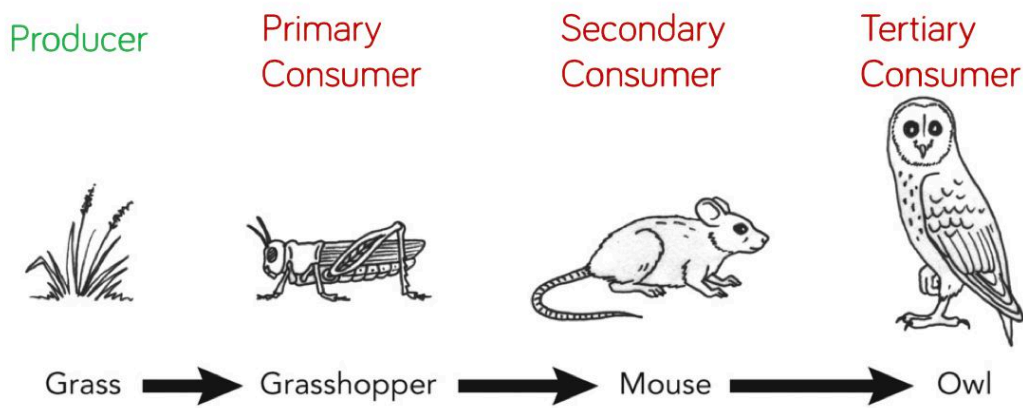 Producer
Primary
Consumer
Secondary
Consumer
Tertiary
Consumer
Grass
Grasshopper
Mouse
Owl